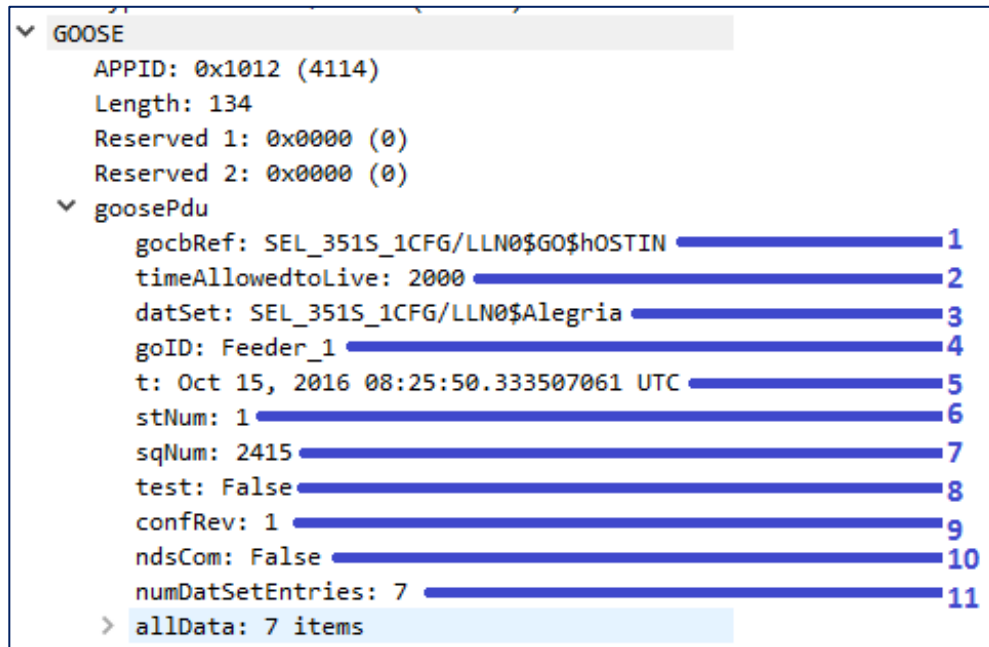 GOOSE
APPID: 0x1012 (4114)
Length: 134
Reserved 1: 0x0000 (0)
Reserved 2: 0x0000 (0)
goosePdu
gocbRef: SEL_351S_1CFG/LLN0$GO$hOSTIN 1
timeAllowedtoLive: 2000 2
datSet: SEL_351S_1CFG/LLN0$Alegria 3
goID: Feeder_1 4
t: Oct 15, 2016 08:25:50.333507061 UTC 5
stNum: 1 6
sqNum: 2415 7
test: False 8
confRev: 1 9
ndsCom: False 10
numDatSetEntries: 7 11
allData: 7 items